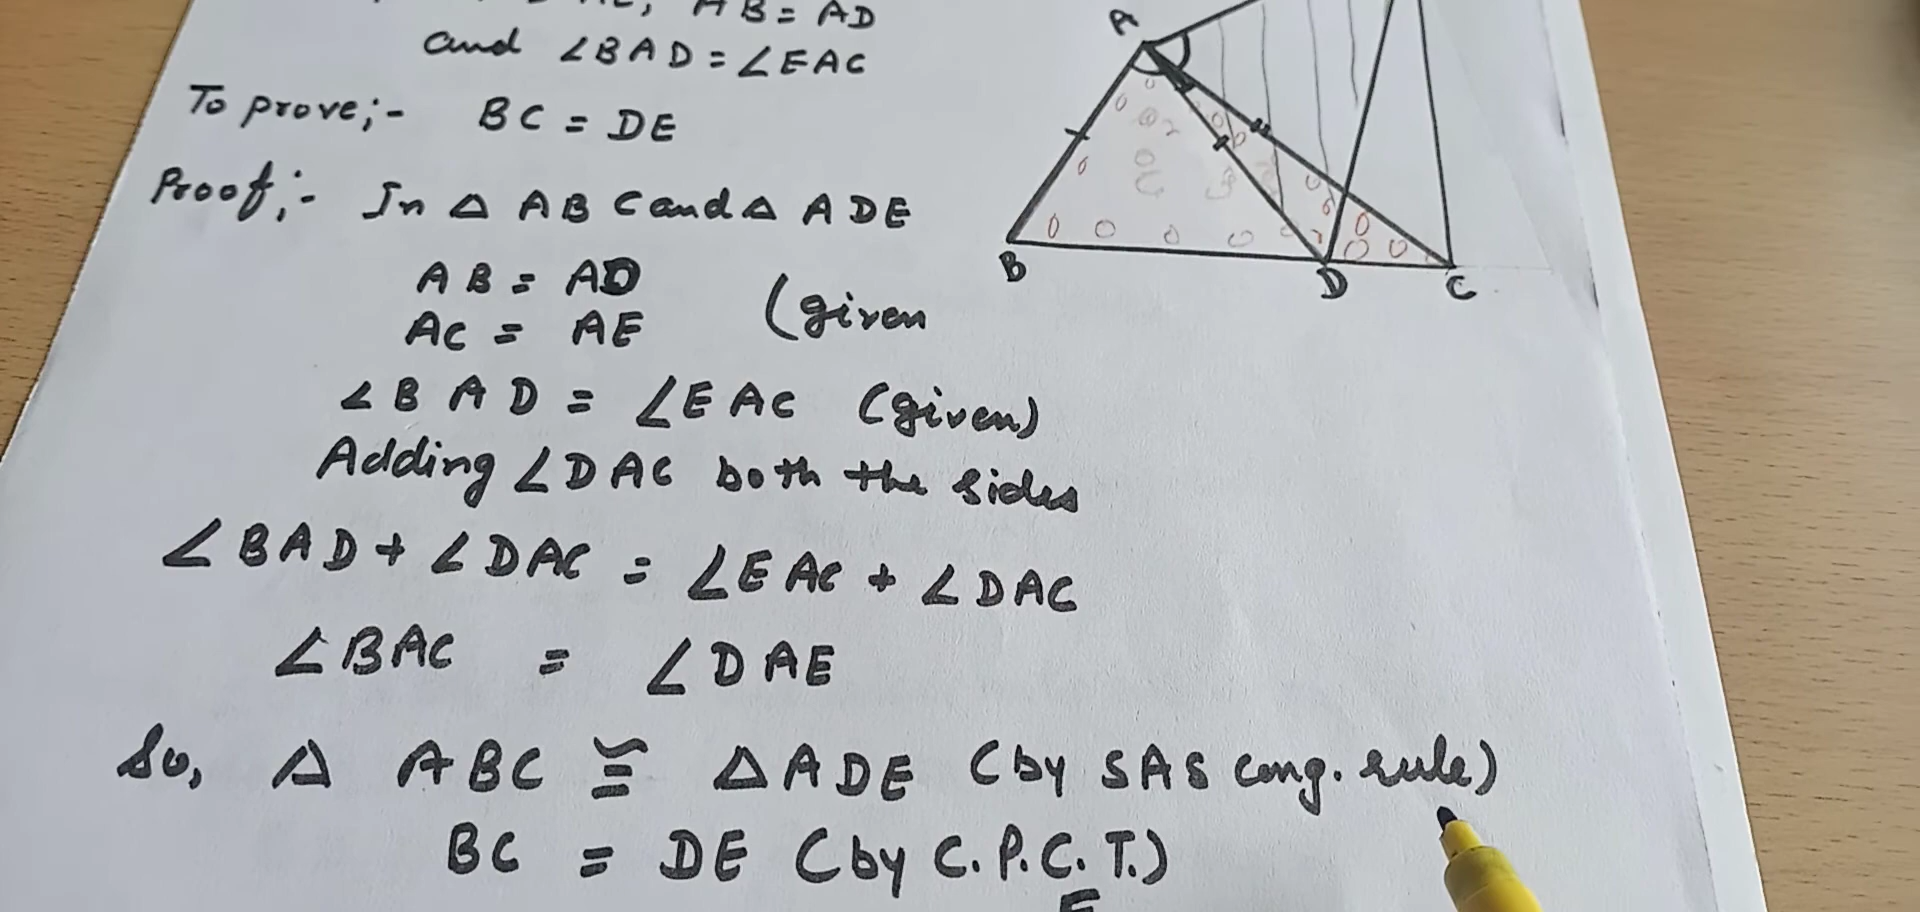 AB = AD
and ∠BAD = ∠EAC
To prove;- BC = DE
Proof;- In △ ABC and △ ADE
AB = AD
AC = AE (given
∠BAD = ∠EAC (given)
Adding ∠DAC both the sides
∠BAD + ∠DAC = ∠EAC + ∠DAC
∠BAC = ∠DAE
So, △ ABC ≅ △ADE (by SAS cong. rule)
BC = DE (by C.P.C.T.)
A
B
D
C